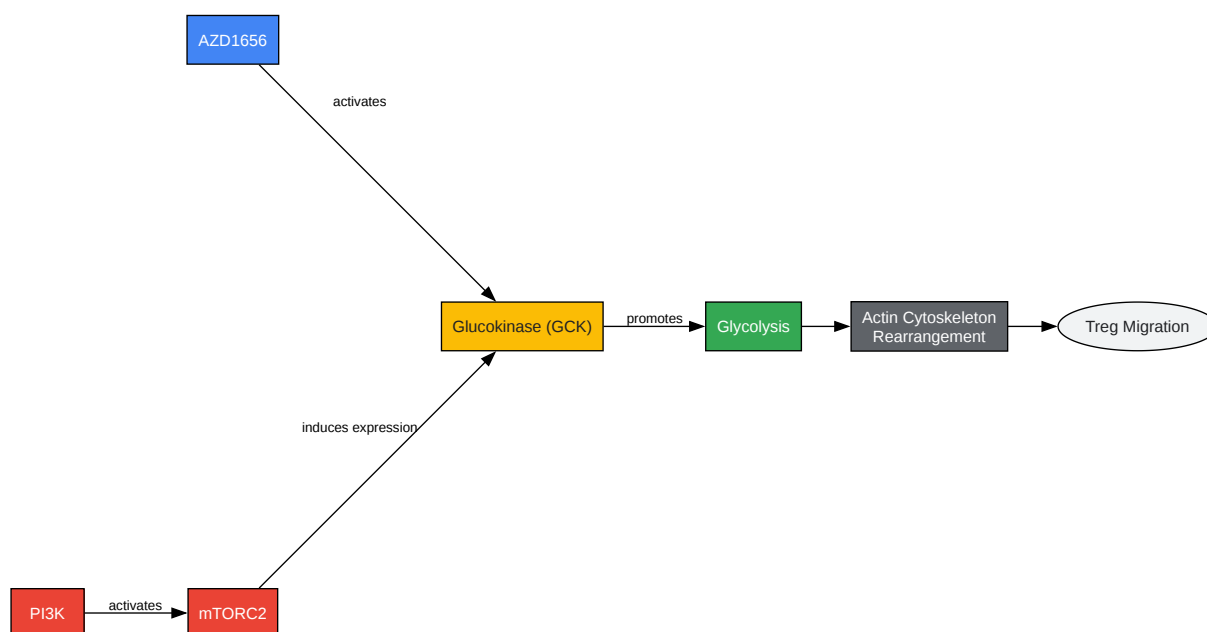 AZD1656
activates
Glucokinase (GCK)
promotes
Glycolysis
Actin Cytoskeleton
Rearrangement
Treg Migration
induces expression
PI3K
activates
mTORC2